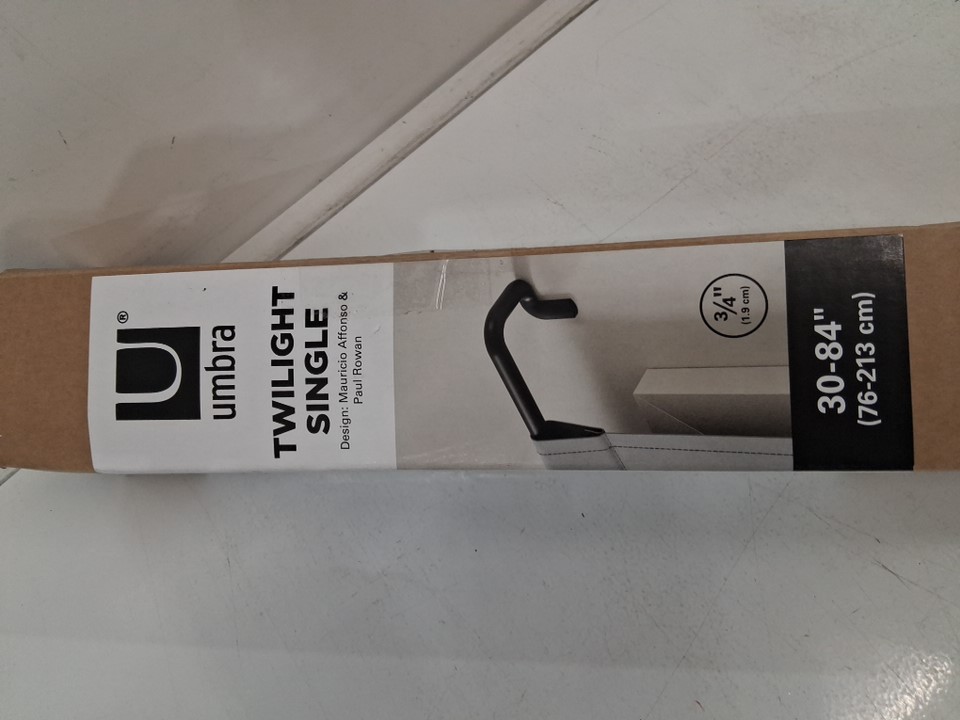 U®
umbra
TWILIGHT
SINGLE
Design: Mauricio Affonso &
Paul Rowan
3/4"
(1.9 cm)
30-84"
(76-213 cm)